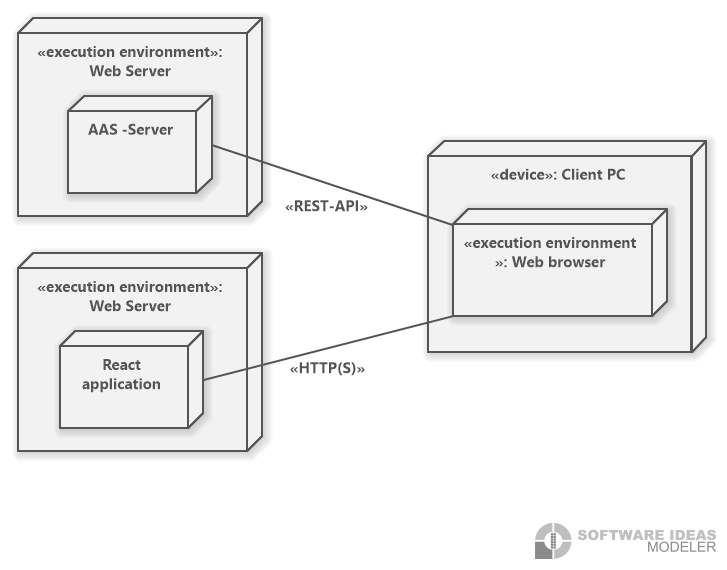 «execution environment»:
Web Server
AAS -Server
«REST-API»
«device»: Client PC
«execution environment
»: Web browser
«execution environment»:
Web Server
React
application
«HTTP(S)»
SOFTWARE IDEAS
MODELER